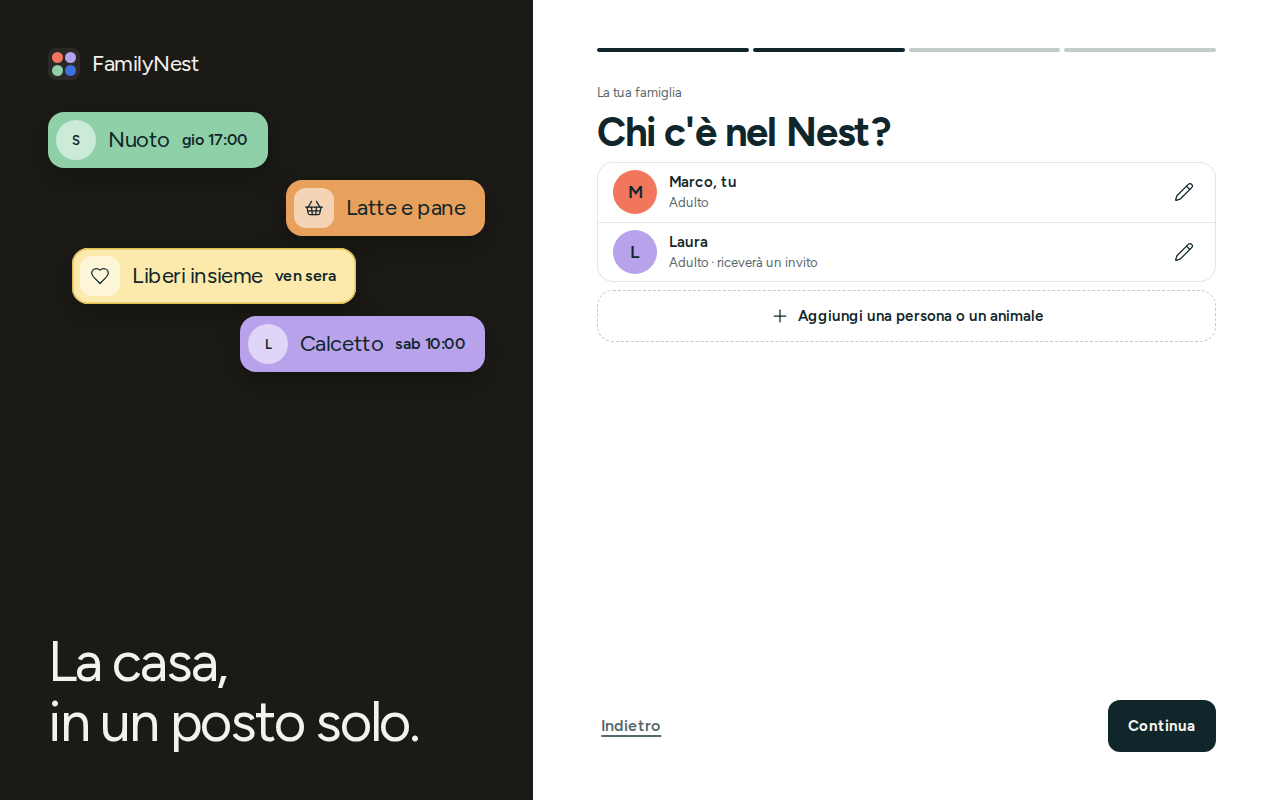 FamilyNest
S Nuoto gio 17:00
Latte e pane
Liberi insieme ven sera
L Calcetto sab 10:00
La casa,
in un posto solo.
La tua famiglia
Chi c'è nel Nest?
M
Marco, tu
Adulto
L
Laura
Adulto · riceverà un invito
Aggiungi una persona o un animale
Indietro
Continua